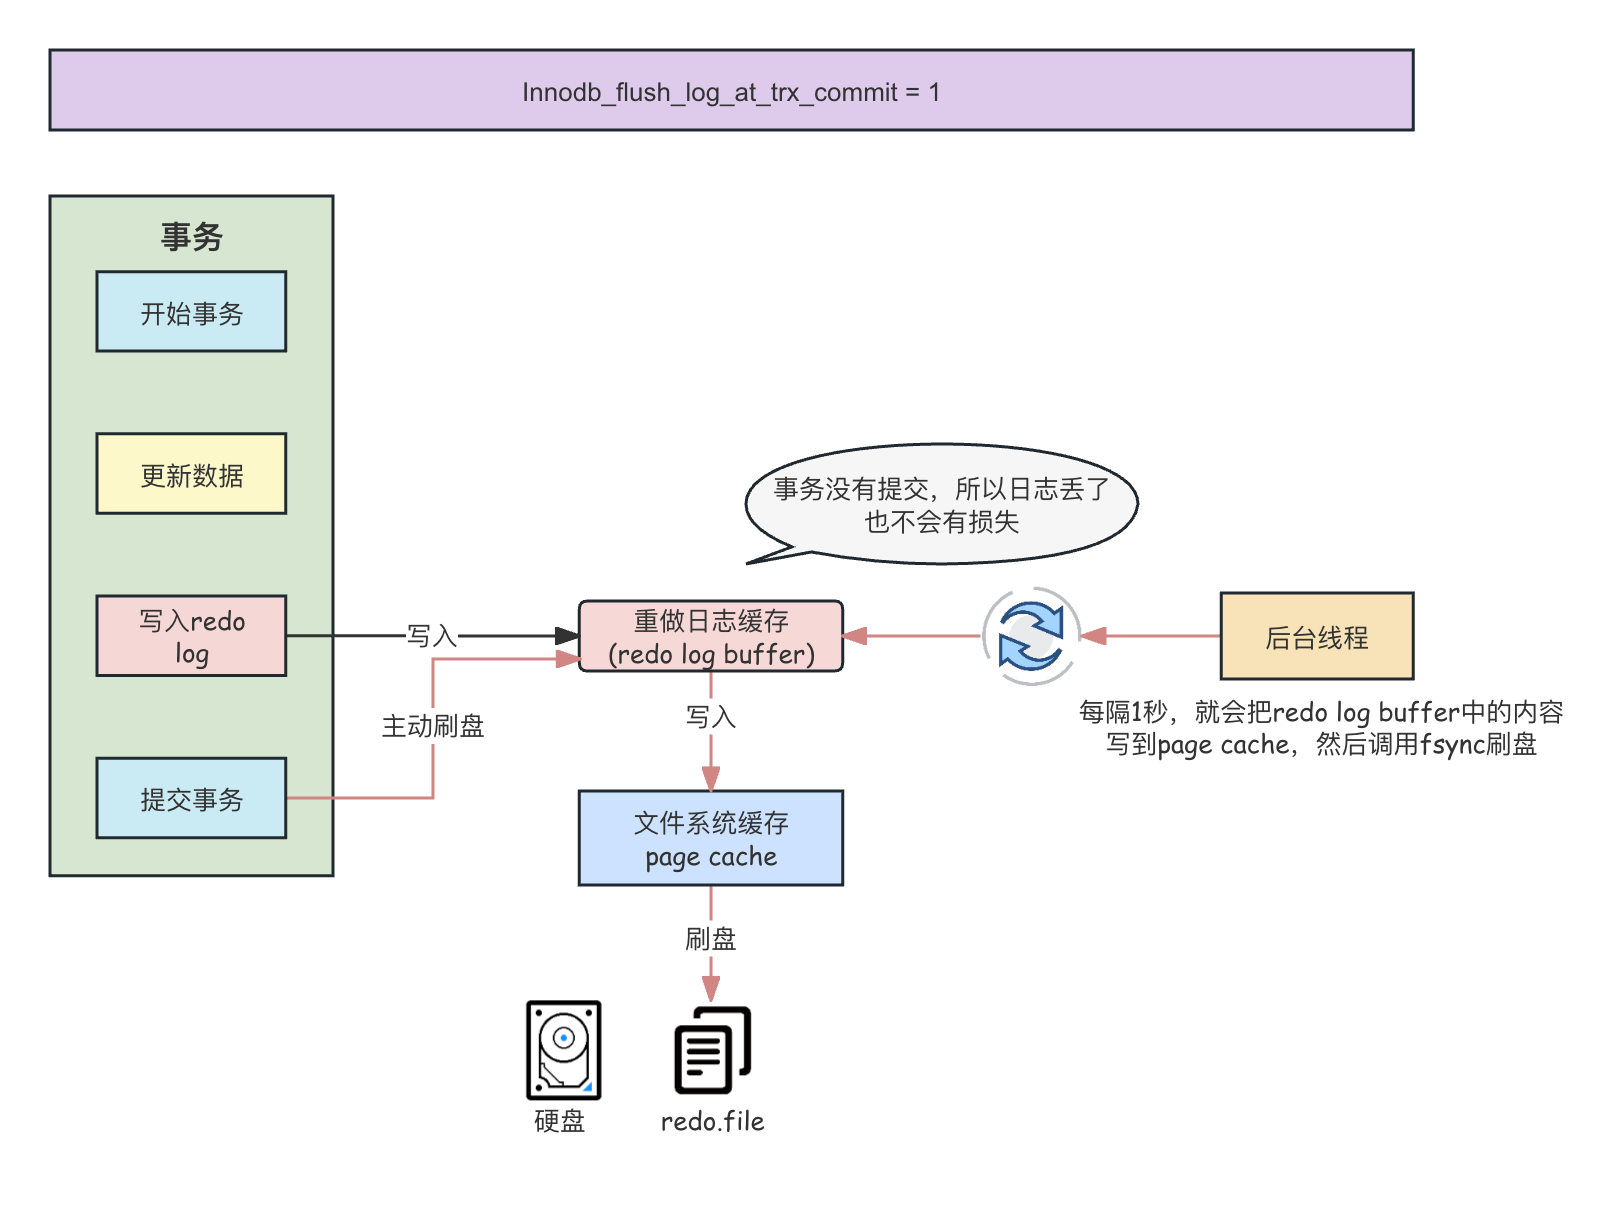 Innodb_flush_log_at_trx_commit = 1
事务
开始事务
更新数据
写入redo
log
提交事务
写入
主动刷盘
事务没有提交，所以日志丢了
也不会有损失
重做日志缓存
(redo log buffer)
后台线程
每隔1秒，就会把redo log buffer中的内容
写到page cache，然后调用fsync刷盘
写入
文件系统缓存
page cache
刷盘
硬盘
redo.file